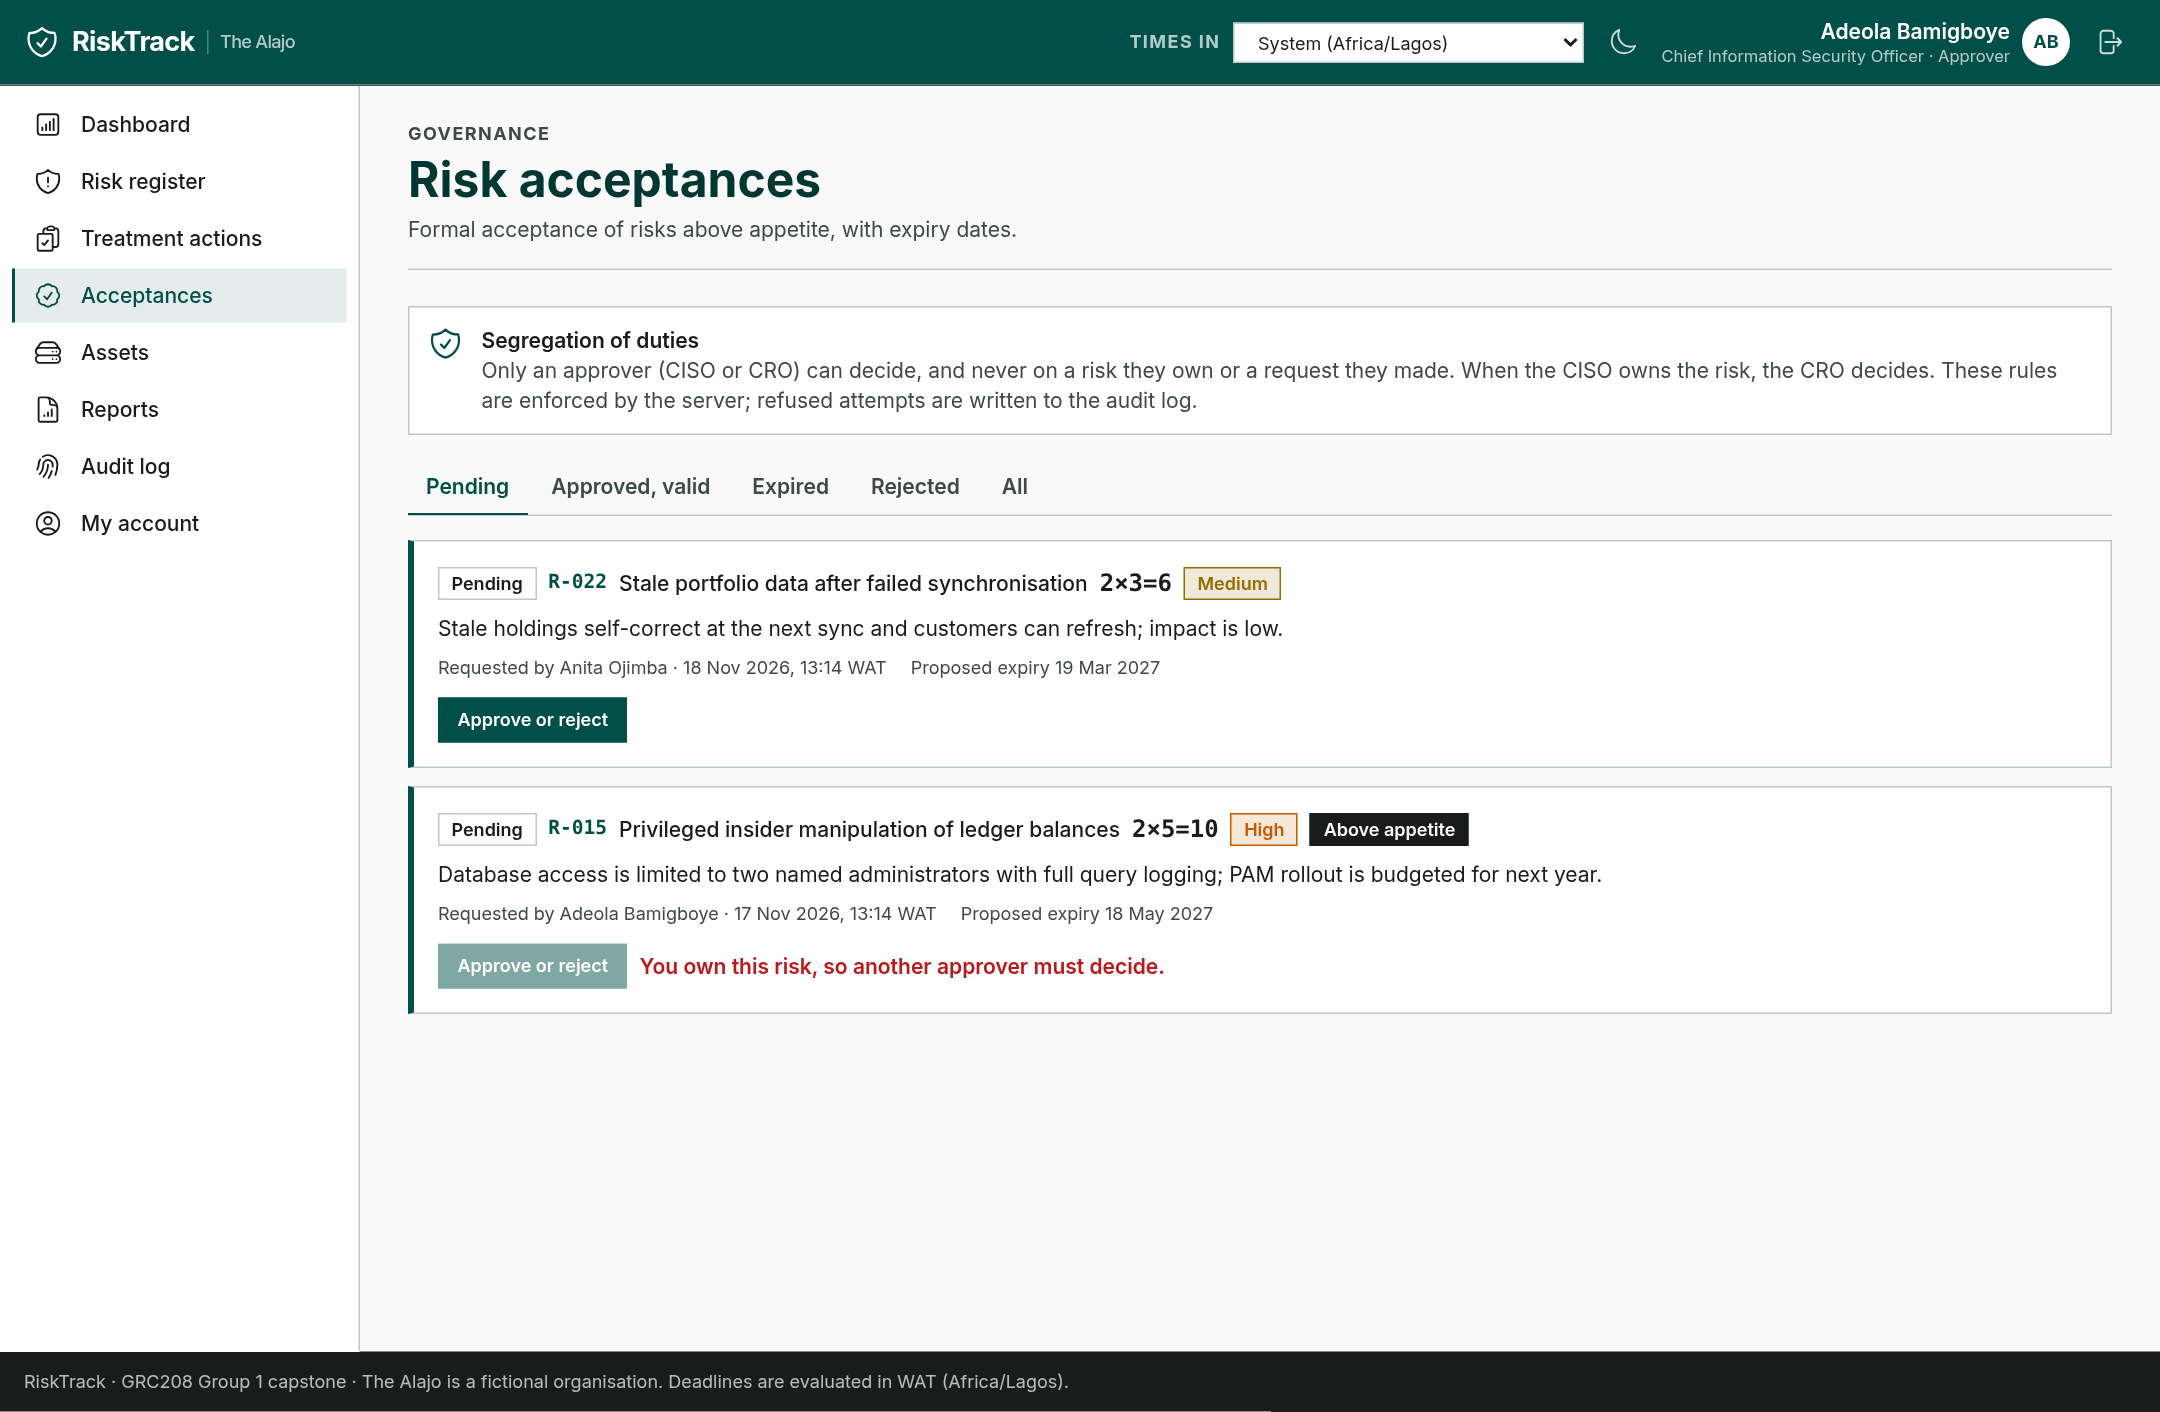 RiskTrack
The Alajo
TIMES IN
System (Africa/Lagos)
Adeola Bamigboye
Chief Information Security Officer · Approver
AB
Dashboard
Risk register
Treatment actions
Acceptances
Assets
Reports
Audit log
My account
GOVERNANCE
Risk acceptances
Formal acceptance of risks above appetite, with expiry dates.
Segregation of duties
Only an approver (CISO or CRO) can decide, and never on a risk they own or a request they made. When the CISO owns the risk, the CRO decides. These rules
are enforced by the server; refused attempts are written to the audit log.
Pending Approved, valid Expired Rejected All
Pending R-022 Stale portfolio data after failed synchronisation 2×3=6 Medium
Stale holdings self-correct at the next sync and customers can refresh; impact is low.
Requested by Anita Ojimba · 18 Nov 2026, 13:14 WAT Proposed expiry 19 Mar 2027
Approve or reject
Pending R-015 Privileged insider manipulation of ledger balances 2×5=10 High Above appetite
Database access is limited to two named administrators with full query logging; PAM rollout is budgeted for next year.
Requested by Adeola Bamigboye · 17 Nov 2026, 13:14 WAT Proposed expiry 18 May 2027
Approve or reject You own this risk, so another approver must decide.
RiskTrack · GRC208 Group 1 capstone · The Alajo is a fictional organisation. Deadlines are evaluated in WAT (Africa/Lagos).